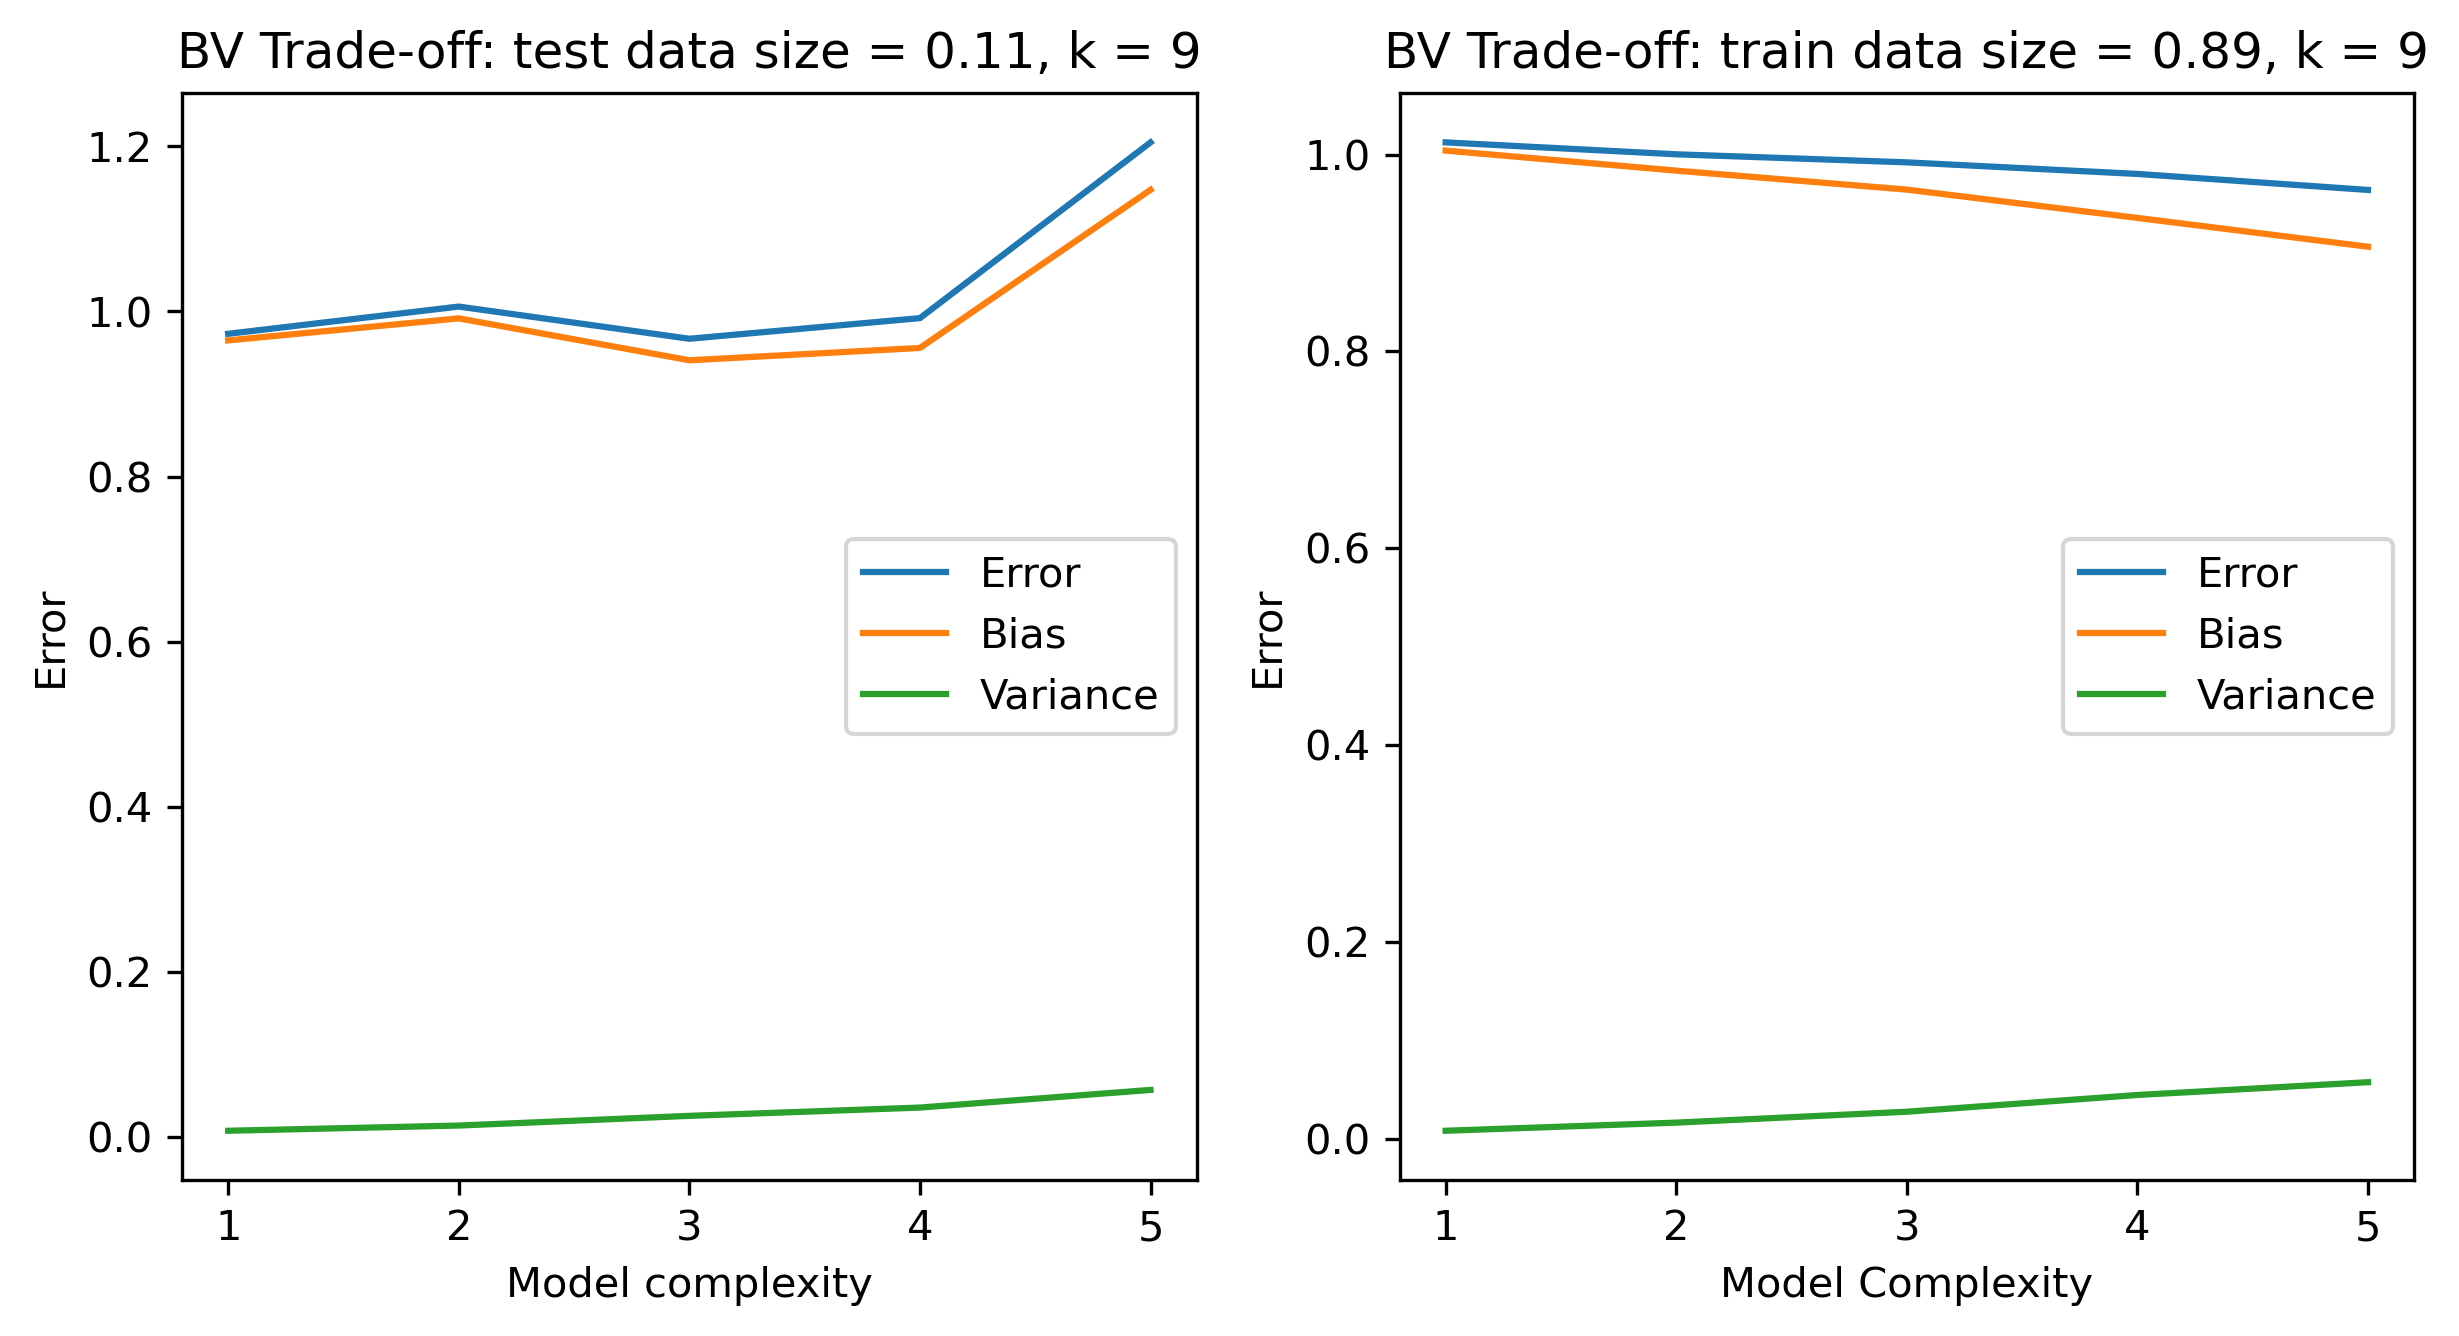 BV Trade-off: test data size = 0.11, k = 9
1.2
1.0
0.8
0.6
0.4
0.2
0.0
Error
Error
Bias
Variance
1 2 3 4 5
Model complexity
BV Trade-off: train data size = 0.89, k = 9
1.0
0.8
0.6
0.4
0.2
0.0
Error
Error
Bias
Variance
1 2 3 4 5
Model Complexity